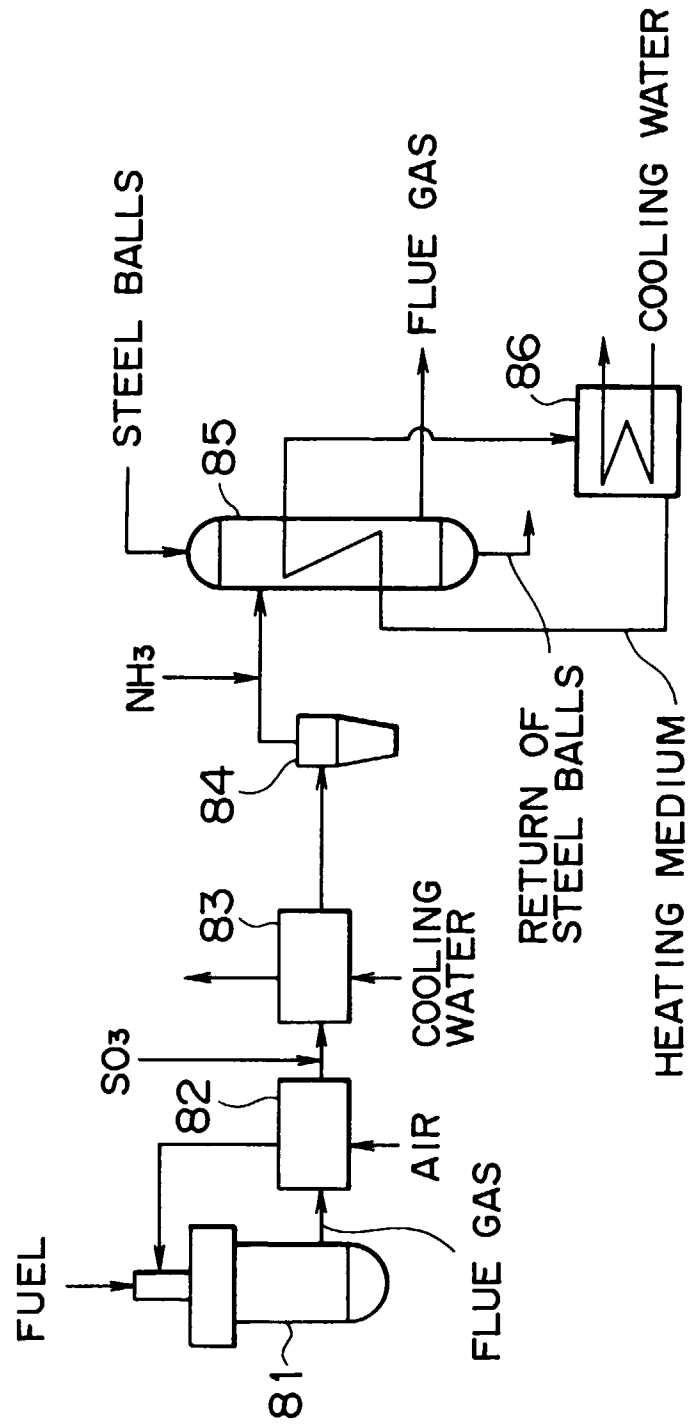 FUEL
81
FLUE GAS
82
AIR
SO₃
83
COOLING
WATER
84
NH₃
STEEL BALLS
85
FLUE GAS
RETURN OF
STEEL BALLS
86
COOLING WATER
HEATING MEDIUM